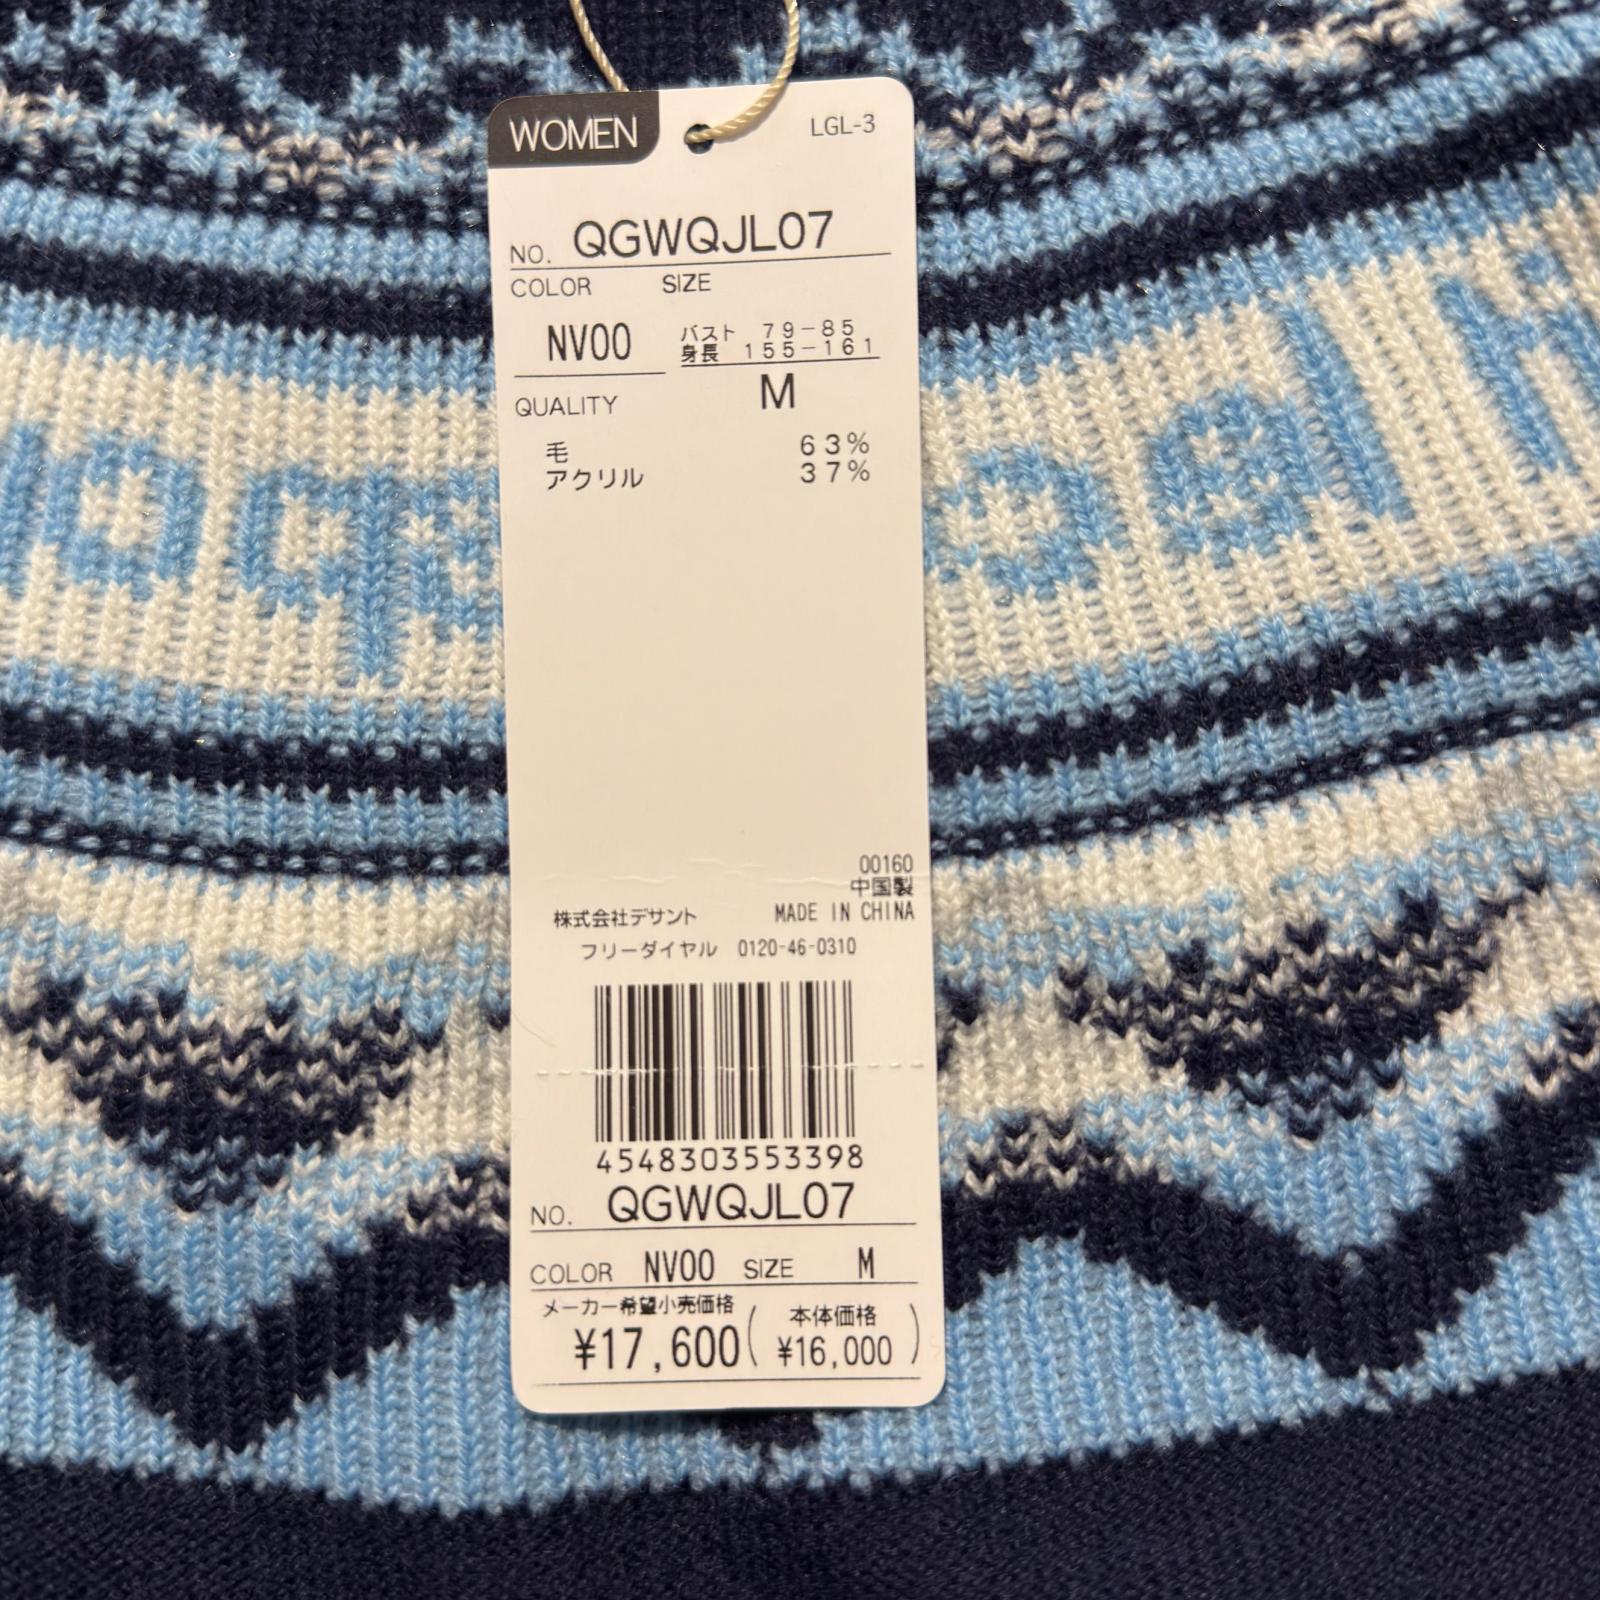 WOMEN
LGL-3
NO. QGWQJL07
COLOR SIZE
NV00
バスト 79-85
身長 155-161
M
QUALITY
毛 63%
アクリル 37%
00160
中国製
株式会社デサント MADE IN CHINA
フリーダイヤル 0120-46-0310
4548303553398
NO. QGWQJL07
COLOR NV00 SIZE M
メーカー希望小売価格
¥17,600 (本体価格 ¥16,000)